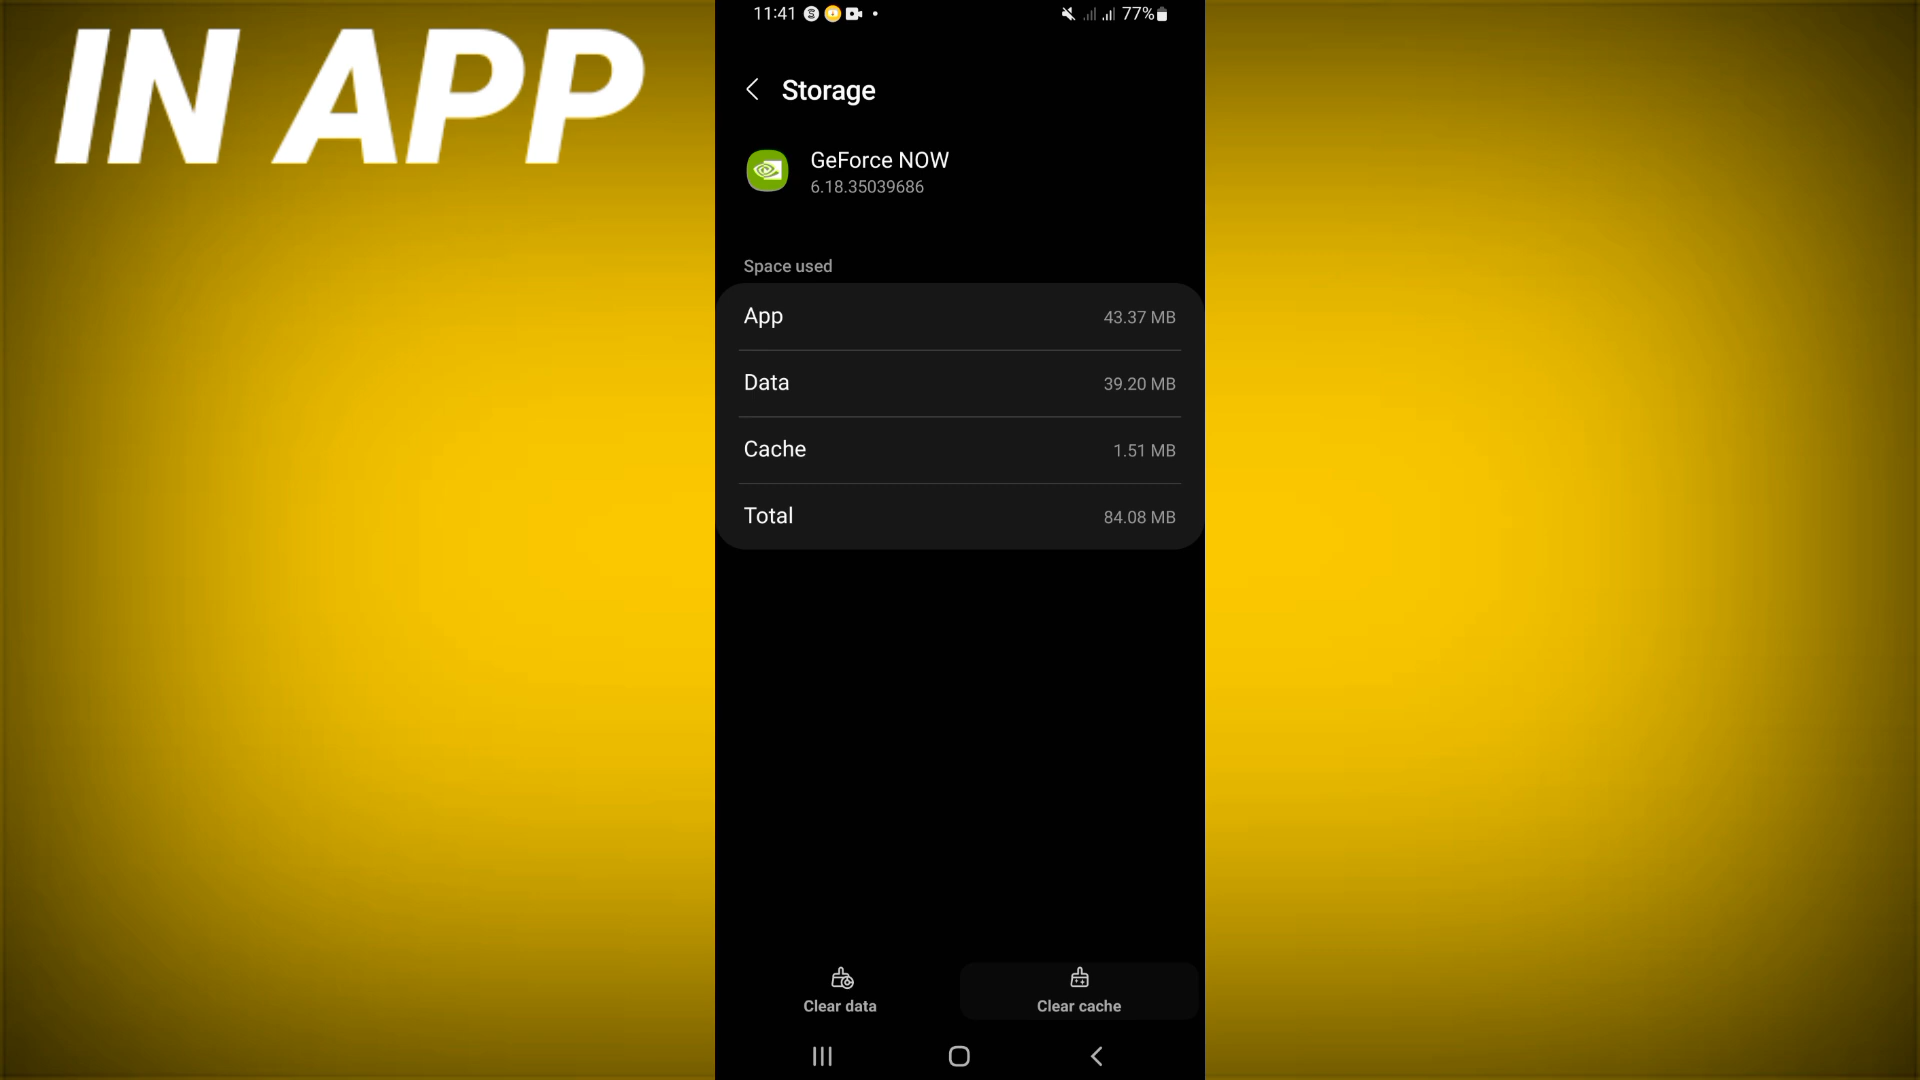 IN APP
11:41
77%
Storage
GeForce NOW
6.18.35039686
Space used
App 43.37 MB
Data 39.20 MB
Cache 1.51 MB
Total 84.08 MB
Clear data
Clear cache